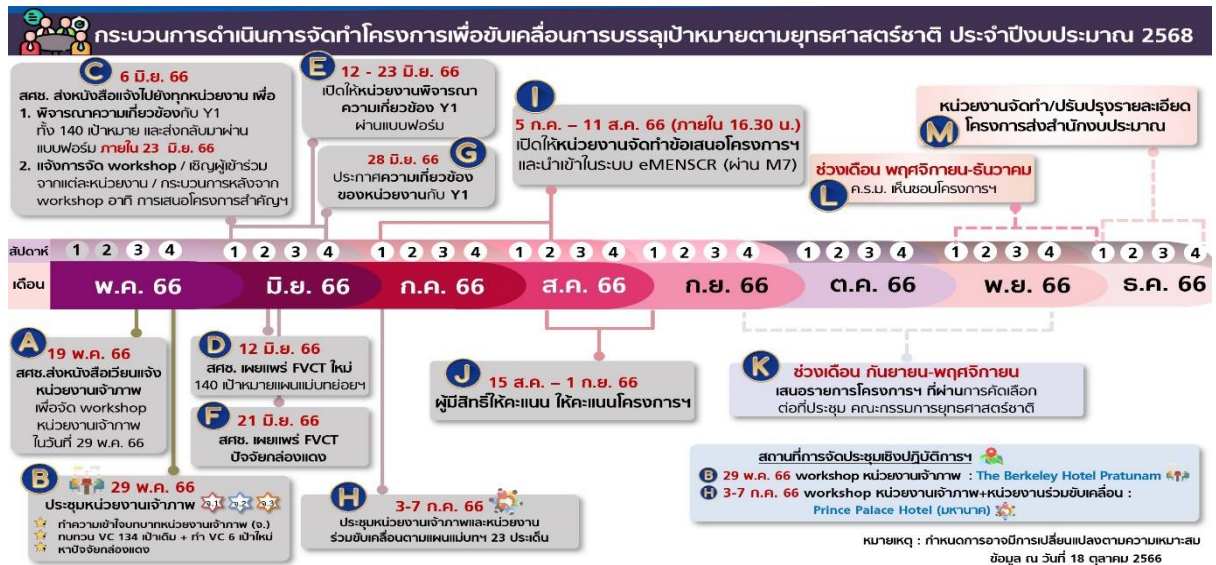 กระบวนการดำเนินการจัดทำโครงการเพื่อขับเคลื่อนการบรรลุเป้าหมายตามยุทธศาสตร์ชาติ ประจำปีงบประมาณ 2568
C 6 มิ.ย. 66
สศช. ส่งหนังสือแจ้งไปยังทุกหน่วยงาน เพื่อ
1. พิจารณาความเกี่ยวข้องกับ Y1
ทั้ง 140 เป้าหมาย และส่งกลับมาผ่าน
แบบฟอร์ม ภายใน 23 มิ.ย. 66
2. แจ้งการจัด workshop / เชิญผู้เข้าร่วม
จากแต่ละหน่วยงาน / กระบวนการหลังจาก
workshop อาทิ การเสนอโครงการสำคัญฯ
E 12 - 23 มิ.ย. 66
เปิดให้หน่วยงานพิจารณา
ความเกี่ยวข้อง Y1
ผ่านแบบฟอร์ม
28 มิ.ย. 66 G
ประกาศความเกี่ยวข้อง
ของหน่วยงานกับ Y1
I
5 ก.ค. – 11 ส.ค. 66 (ภายใน 16.30 น.)
เปิดให้หน่วยงานจัดทำข้อเสนอโครงการฯ
และนำเข้าในระบบ eMENSCR (ผ่าน M7)
หน่วยงานจัดทำ/ปรับปรุงรายละเอียด
M โครงการส่งสำนักงบประมาณ
ช่วงเดือน พฤศจิกายน-ธันวาคม
L ค.ร.ม. เห็นชอบโครงการฯ
สัปดาห์ 1 2 3 4 1 2 3 4 1 2 3 4 1 2 3 4 1 2 3 4 1 2 3 4 1 2 3 4 1 2 3 4
เดือน พ.ค. 66 มิ.ย. 66 ก.ค. 66 ส.ค. 66 ก.ย. 66 ต.ค. 66 พ.ย. 66 ธ.ค. 66
A 19 พ.ค. 66
สศช.ส่งหนังสือเวียนแจ้ง
หน่วยงานเจ้าภาพ
เพื่อจัด workshop
หน่วยงานเจ้าภาพ
ในวันที่ 29 พ.ค. 66
D 12 มิ.ย. 66
สศช. เผยแพร่ FVCT ใหม่
140 เป้าหมายแผนแม่บทย่อยฯ
F 21 มิ.ย. 66
สศช. เผยแพร่ FVCT
ปัจจัยกล่องแดง
J 15 ส.ค. – 1 ก.ย. 66
ผู้มีสิทธิ์ให้คะแนน ให้คะแนนโครงการฯ
K ช่วงเดือน กันยายน-พฤศจิกายน
เสนอรายการโครงการฯ ที่ผ่านการคัดเลือก
ต่อที่ประชุม คณะกรรมการยุทธศาสตร์ชาติ
B 29 พ.ค. 66
ประชุมหน่วยงานเจ้าภาพ จ.1 จ.2 จ.3
ทำความเข้าใจบทบาทหน่วยงานเจ้าภาพ (จ.)
ทบทวน VC 134 เป้าเดิม + ทำ VC 6 เป้าใหม่
หาปัจจัยกล่องแดง
H 3-7 ก.ค. 66
ประชุมหน่วยงานเจ้าภาพและหน่วยงาน
ร่วมขับเคลื่อนตามแผนแม่บทฯ 23 ประเด็น
สถานที่การจัดประชุมเชิงปฏิบัติการฯ
B 29 พ.ค. 66 workshop หน่วยงานเจ้าภาพ : The Berkeley Hotel Pratunam
H 3-7 ก.ค. 66 workshop หน่วยงานเจ้าภาพ+หน่วยงานร่วมขับเคลื่อน :
Prince Palace Hotel (มหานาค)
หมายเหตุ : กำหนดการอาจมีการเปลี่ยนแปลงตามความเหมาะสม
ข้อมูล ณ วันที่ 18 ตุลาคม 2566